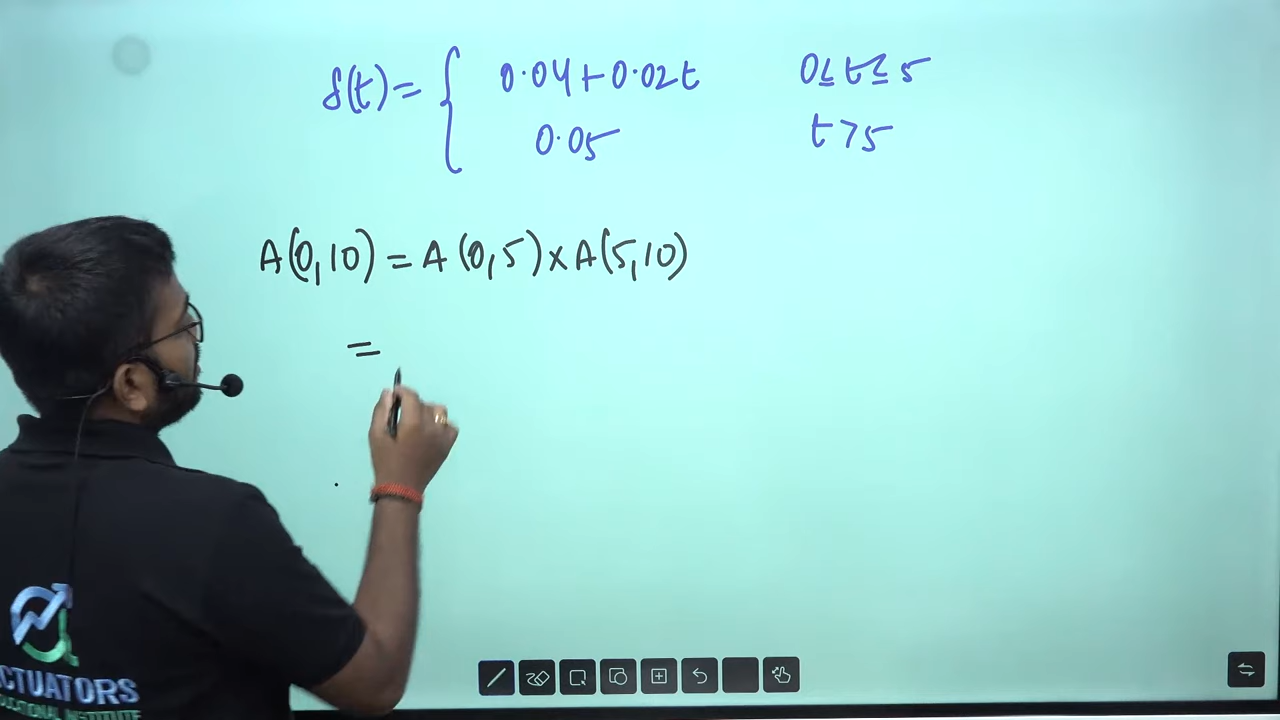 δ(t) = { 0.04 + 0.02t 0 ≤ t ≤ 5
0.05 t > 5
A(0,10) = A(0,5) × A(5,10)
=
CTUATORS